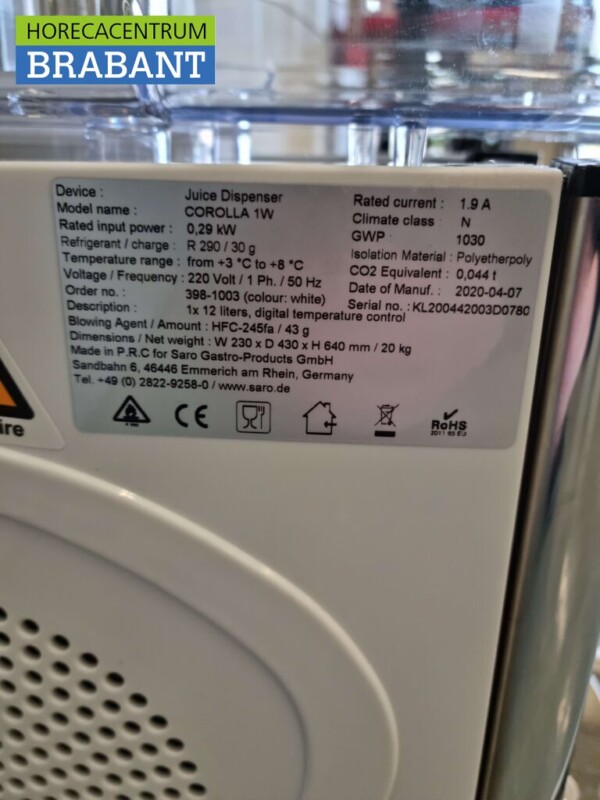 HORECACENTRUM
BRABANT
Device : Juice Dispenser
Model name : COROLLA 1W
Rated input power : 0,29 kW
Refrigerant / charge : R 290 / 30 g
Temperature range : from +3 °C to +8 °C
Voltage / Frequency : 220 Volt / 1 Ph. / 50 Hz
Order no. : 398-1003 (colour: white)
Description : 1x 12 liters, digital temperature control
Blowing Agent / Amount : HFC-245fa / 43 g
Dimensions / Net weight : W 230 x D 430 x H 640 mm / 20 kg
Made in P.R.C for Saro Gastro-Products GmbH
Sandbahn 6, 46446 Emmerich am Rhein, Germany
Tel. +49 (0) 2822-9258-0 / www.saro.de
Rated current : 1.9 A
Climate class : N
GWP : 1030
Isolation Material : Polyetherpoly
CO2 Equivalent : 0,044 t
Date of Manuf. : 2020-04-07
Serial no. : KL200442003D0780
CE
RoHS
2011 65 EU
ire